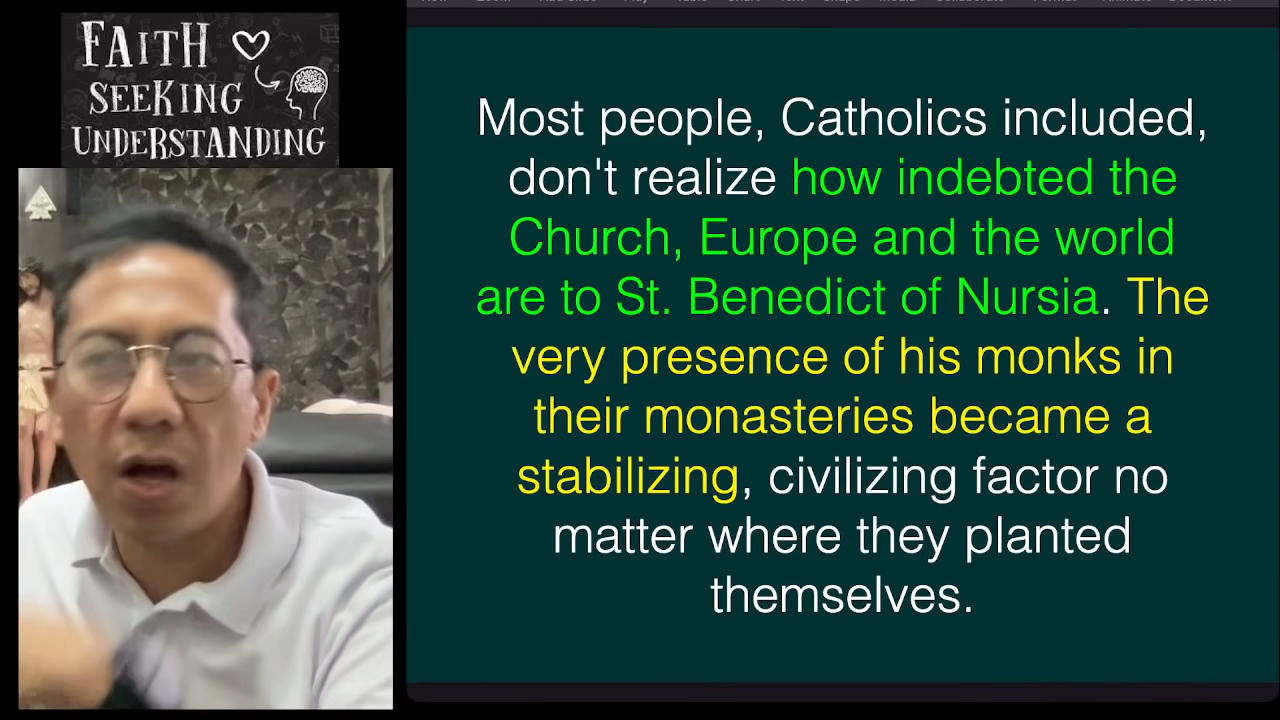 FAITH
SEEKING
UNDERSTANDING
Most people, Catholics included,
don't realize how indebted the
Church, Europe and the world
are to St. Benedict of Nursia. The
very presence of his monks in
their monasteries became a
stabilizing, civilizing factor no
matter where they planted
themselves.